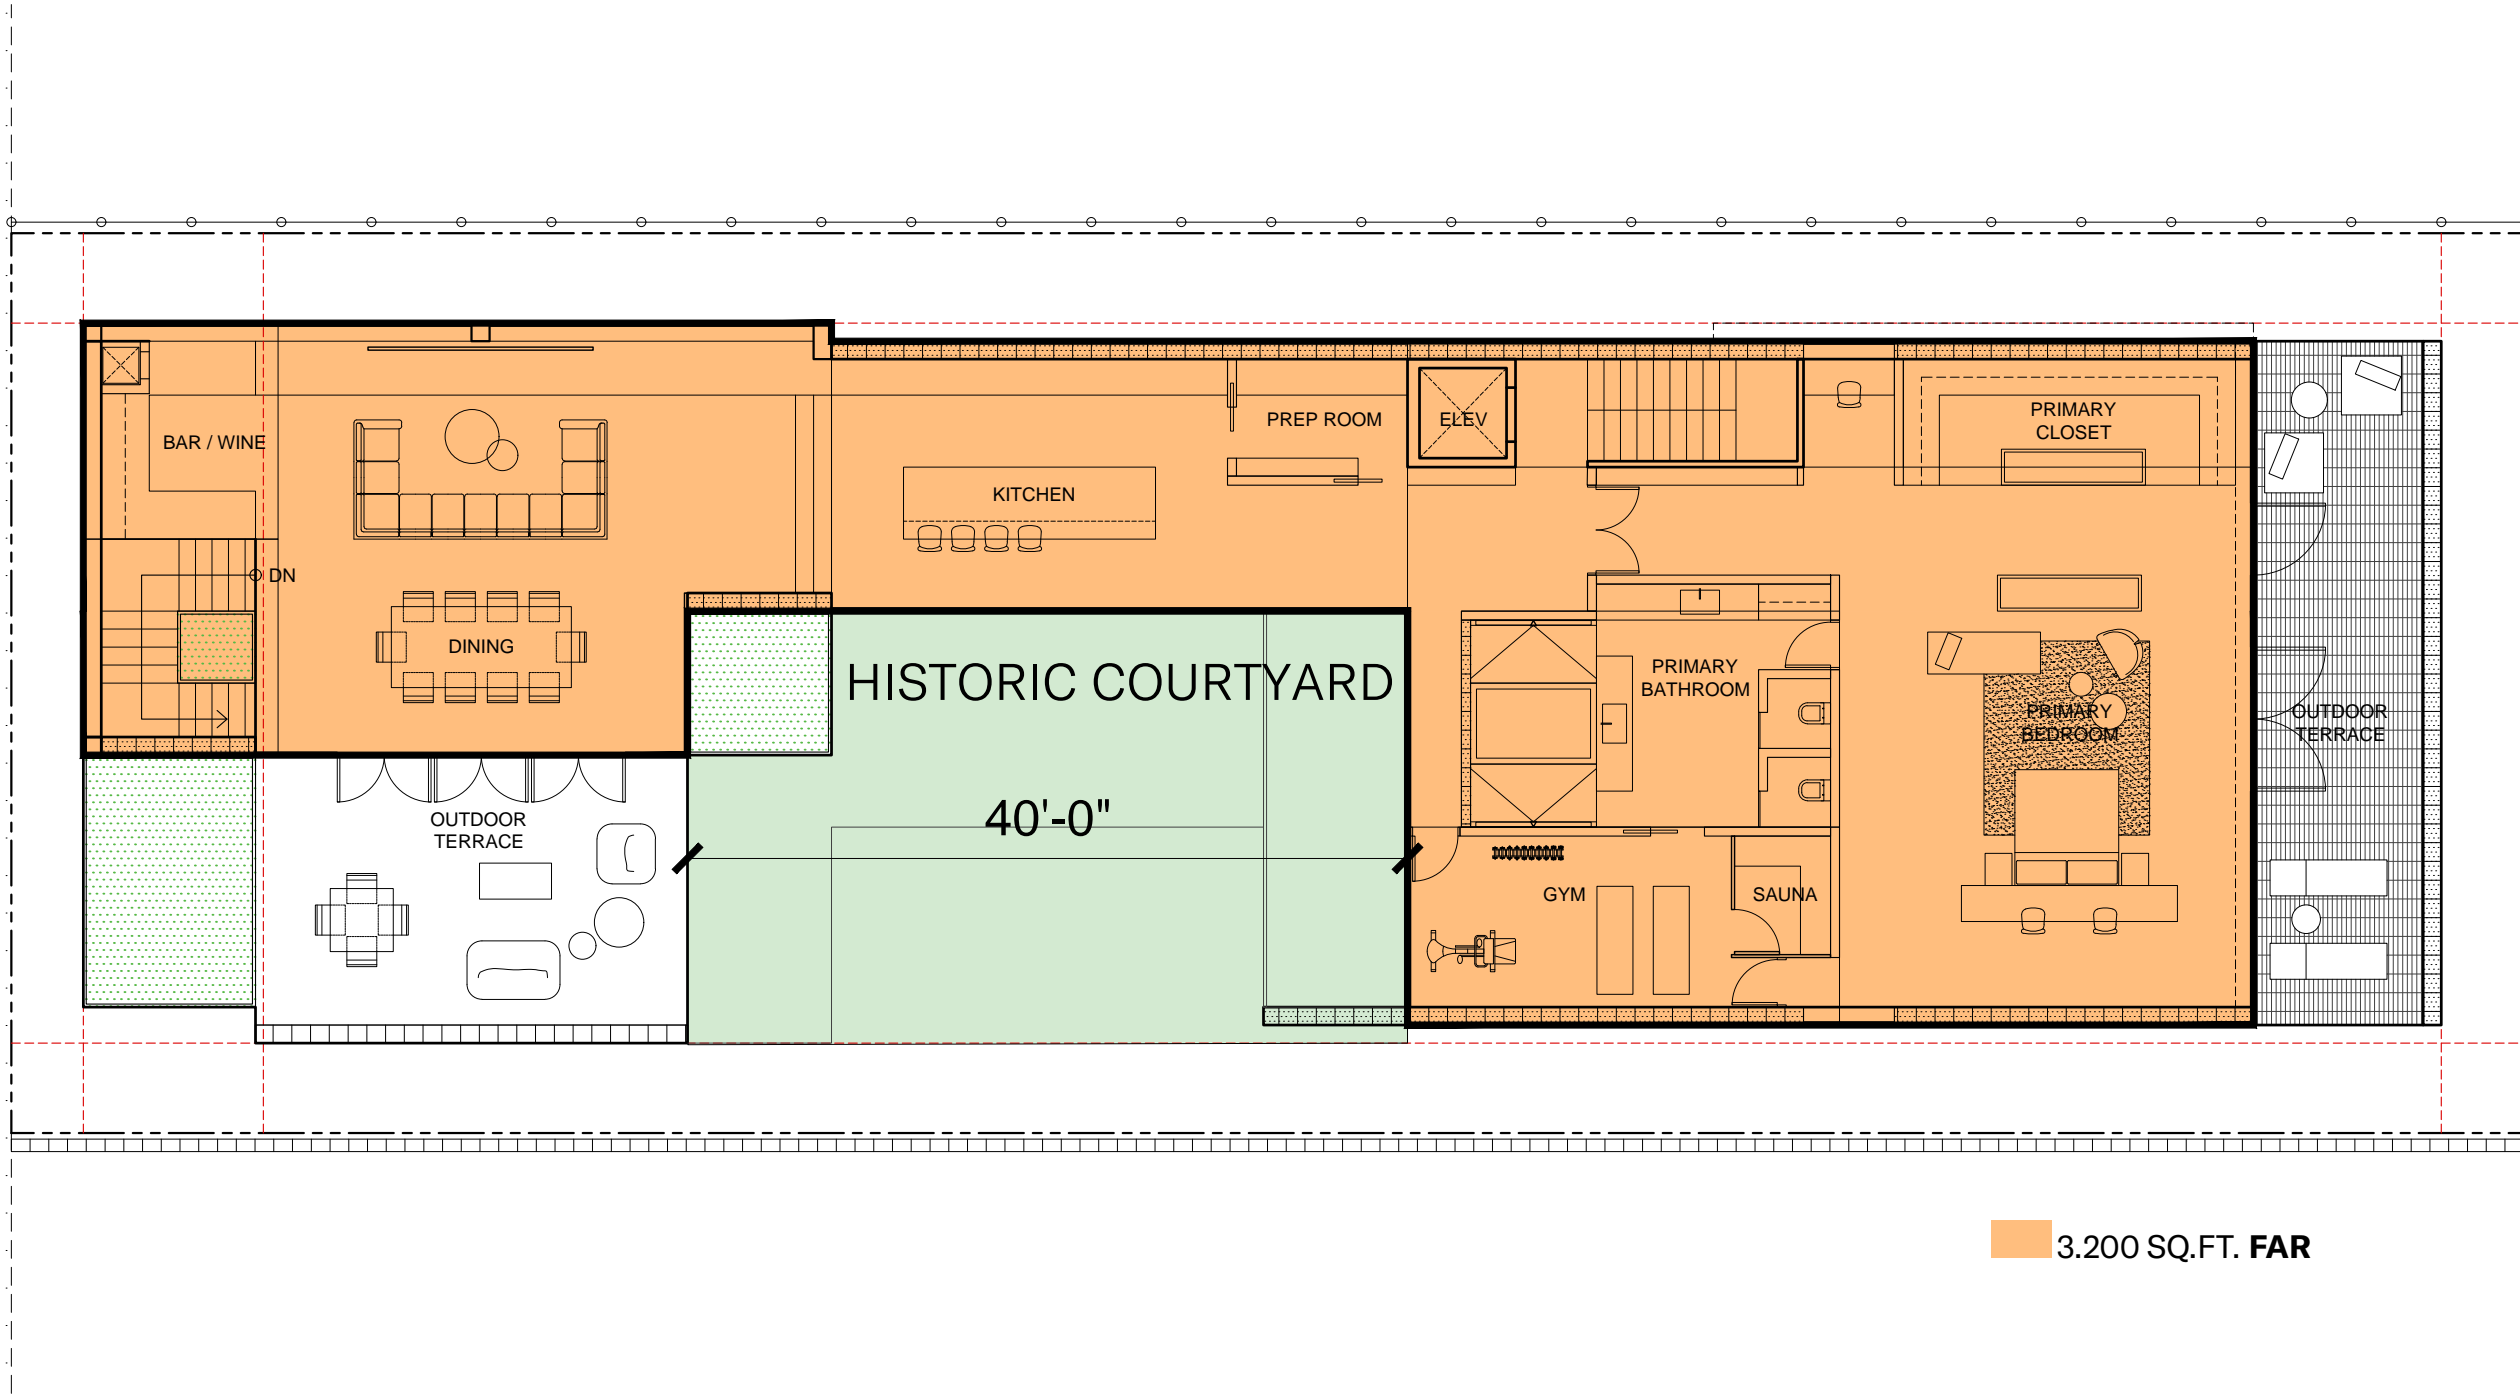 BAR / WINE
DN
DINING
KITCHEN
PREP ROOM
ELEV
PRIMARY
CLOSET
HISTORIC COURTYARD
40'-0"
PRIMARY
BATHROOM
PRIMARY
BEDROOM
OUTDOOR
TERRACE
OUTDOOR
TERRACE
GYM
SAUNA
3.200 SQ.FT. FAR